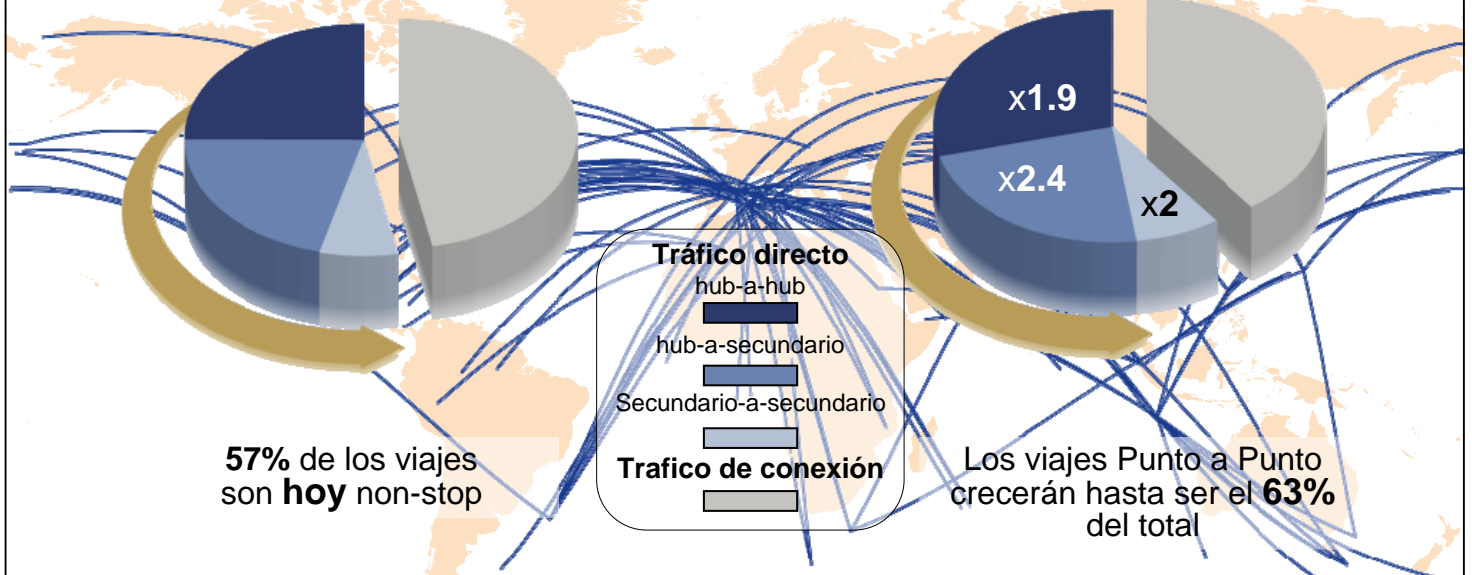 x1.9
x2.4
x2
Tráfico directo
hub-a-hub
hub-a-secundario
Secundario-a-secundario
Trafico de conexión
57% de los viajes
son hoy non-stop
Los viajes Punto a Punto
crecerán hasta ser el 63%
del total